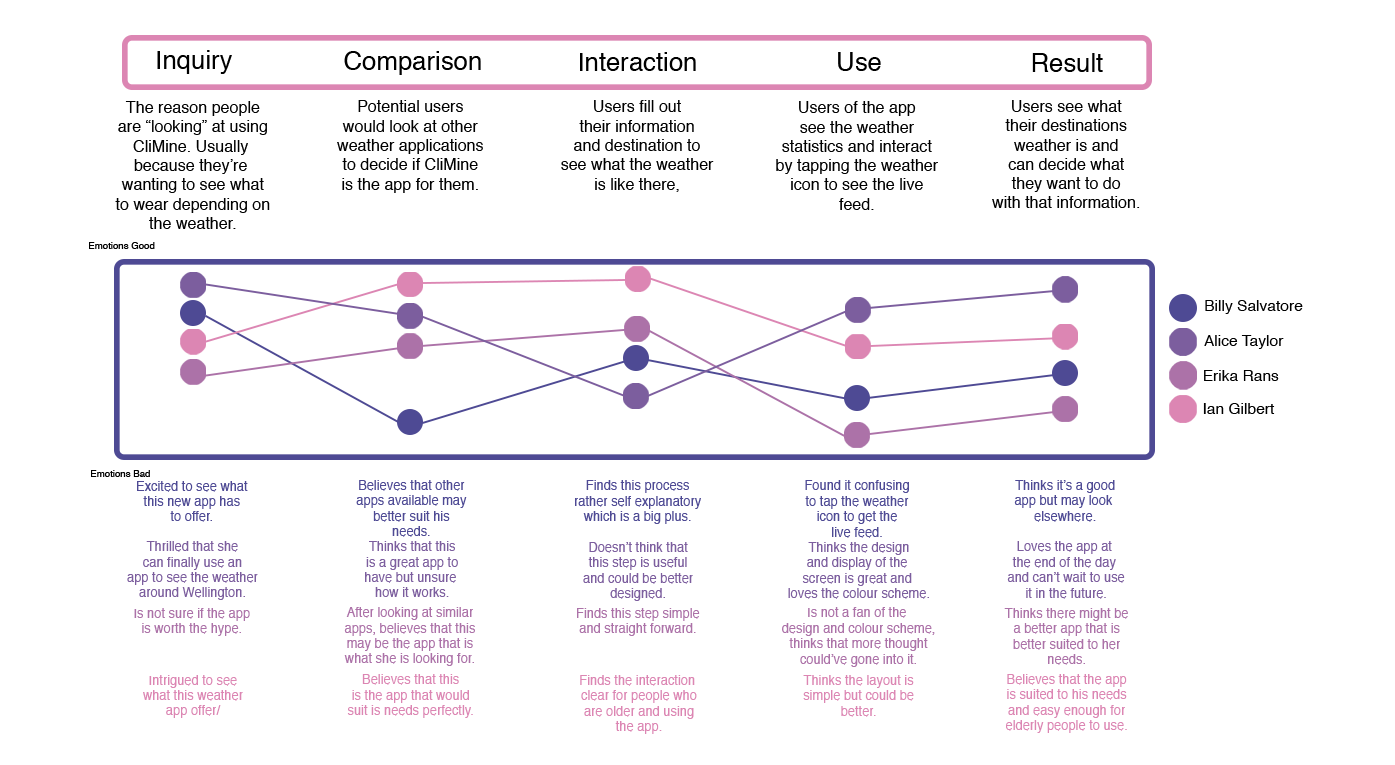 Inquiry
Comparison
Interaction
Use
Result
The reason people
are “looking” at using
CliMine. Usually
because they’re
wanting to see what
to wear depending on
the weather.
Potential users
would look at other
weather applications
to decide if CliMine
is the app for them.
Users fill out
their information
and destination to
see what the weather
is like there,
Users of the app
see the weather
statistics and interact
by tapping the weather
icon to see the live
feed.
Users see what
their destinations
weather is and
can decide what
they want to do
with that information.
Emotions Good
Billy Salvatore
Alice Taylor
Erika Rans
Ian Gilbert
Emotions Bad
Excited to see what
this new app has
to offer.
Believes that other
apps available may
better suit his
needs.
Finds this process
rather self explanatory
which is a big plus.
Found it confusing
to tap the weather
icon to get the
live feed.
Thinks it’s a good
app but may look
elsewhere.
Thrilled that she
can finally use an
app to see the weather
around Wellington.
Thinks that this
is a great app to
have but unsure
how it works.
Doesn’t think that
this step is useful
and could be better
designed.
Thinks the design
and display of the
screen is great and
loves the colour scheme.
Loves the app at
the end of the day
and can’t wait to use
it in the future.
Is not sure if the app
is worth the hype.
After looking at similar
apps, believes that this
may be the app that is
what she is looking for.
Finds this step simple
and straight forward.
Is not a fan of the
design and colour scheme,
thinks that more thought
could’ve gone into it.
Thinks there might be
a better app that is
better suited to her
needs.
Intrigued to see
what this weather
app offer/
Believes that this
is the app that would
suit is needs perfectly.
Finds the interaction
clear for people who
are older and using
the app.
Thinks the layout is
simple but could be
better.
Believes that the app
is suited to his needs
and easy enough for
elderly people to use.